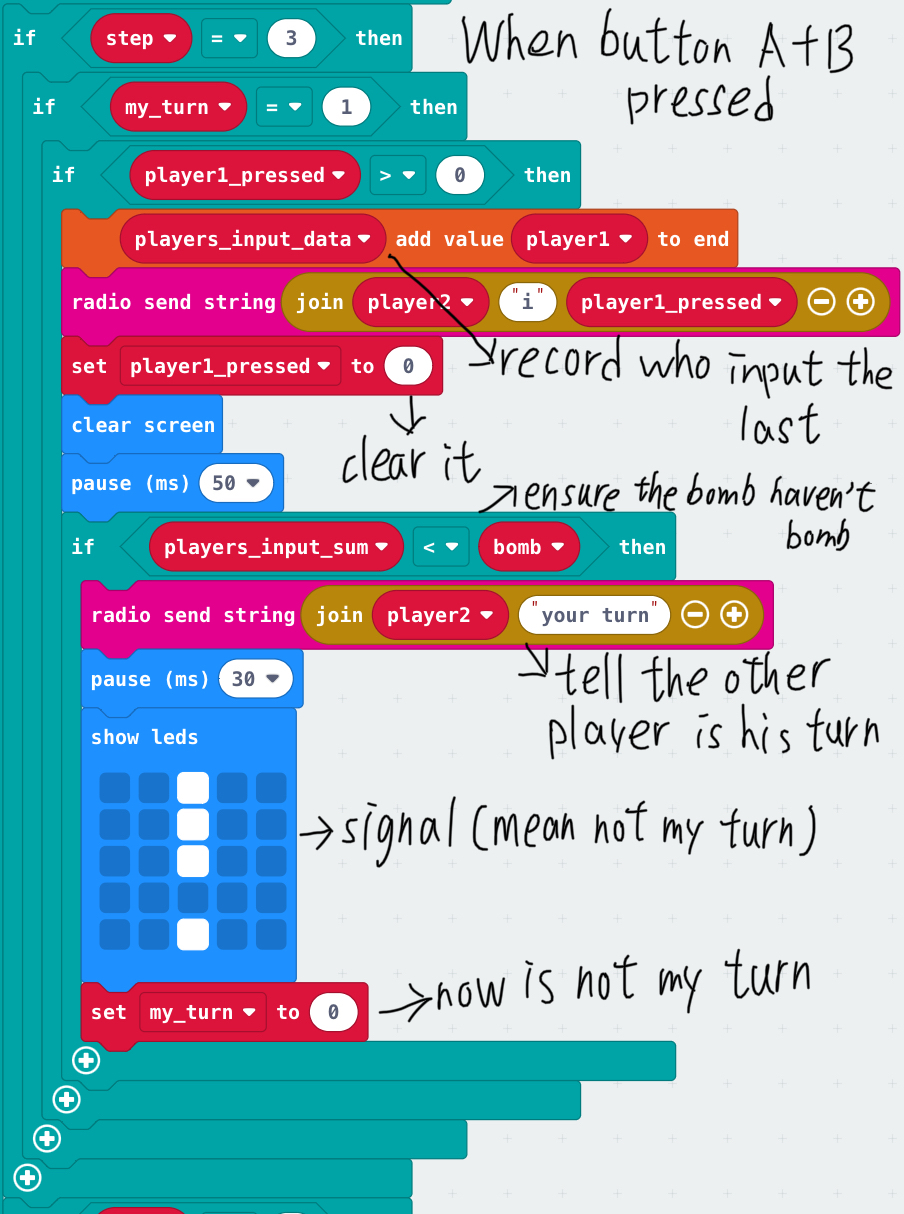 if step = 3 then
When button A+B
pressed
if my_turn = 1 then
if player1_pressed > 0 then
players_input_data add value player1 to end
radio send string join player2 "i" player1_pressed
set player1_pressed to 0
record who input the
last
clear screen
clear it
pause (ms) 50
ensure the bomb haven't
bomb
if players_input_sum < bomb then
radio send string join player2 "your turn"
tell the other
player is his turn
pause (ms) 30
show leds
signal (mean not my turn)
now is not my turn
set my_turn to 0